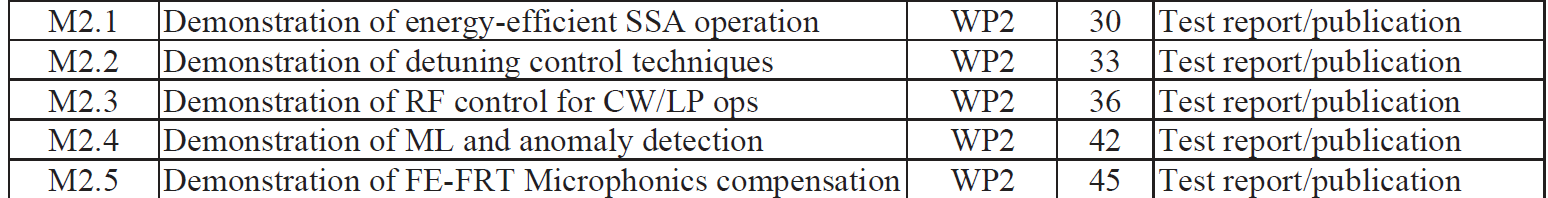 M2.1 Demonstration of energy-efficient SSA operation WP2 30 Test report/publication
M2.2 Demonstration of detuning control techniques WP2 33 Test report/publication
M2.3 Demonstration of RF control for CW/LP ops WP2 36 Test report/publication
M2.4 Demonstration of ML and anomaly detection WP2 42 Test report/publication
M2.5 Demonstration of FE-FRT Microphonics compensation WP2 45 Test report/publication